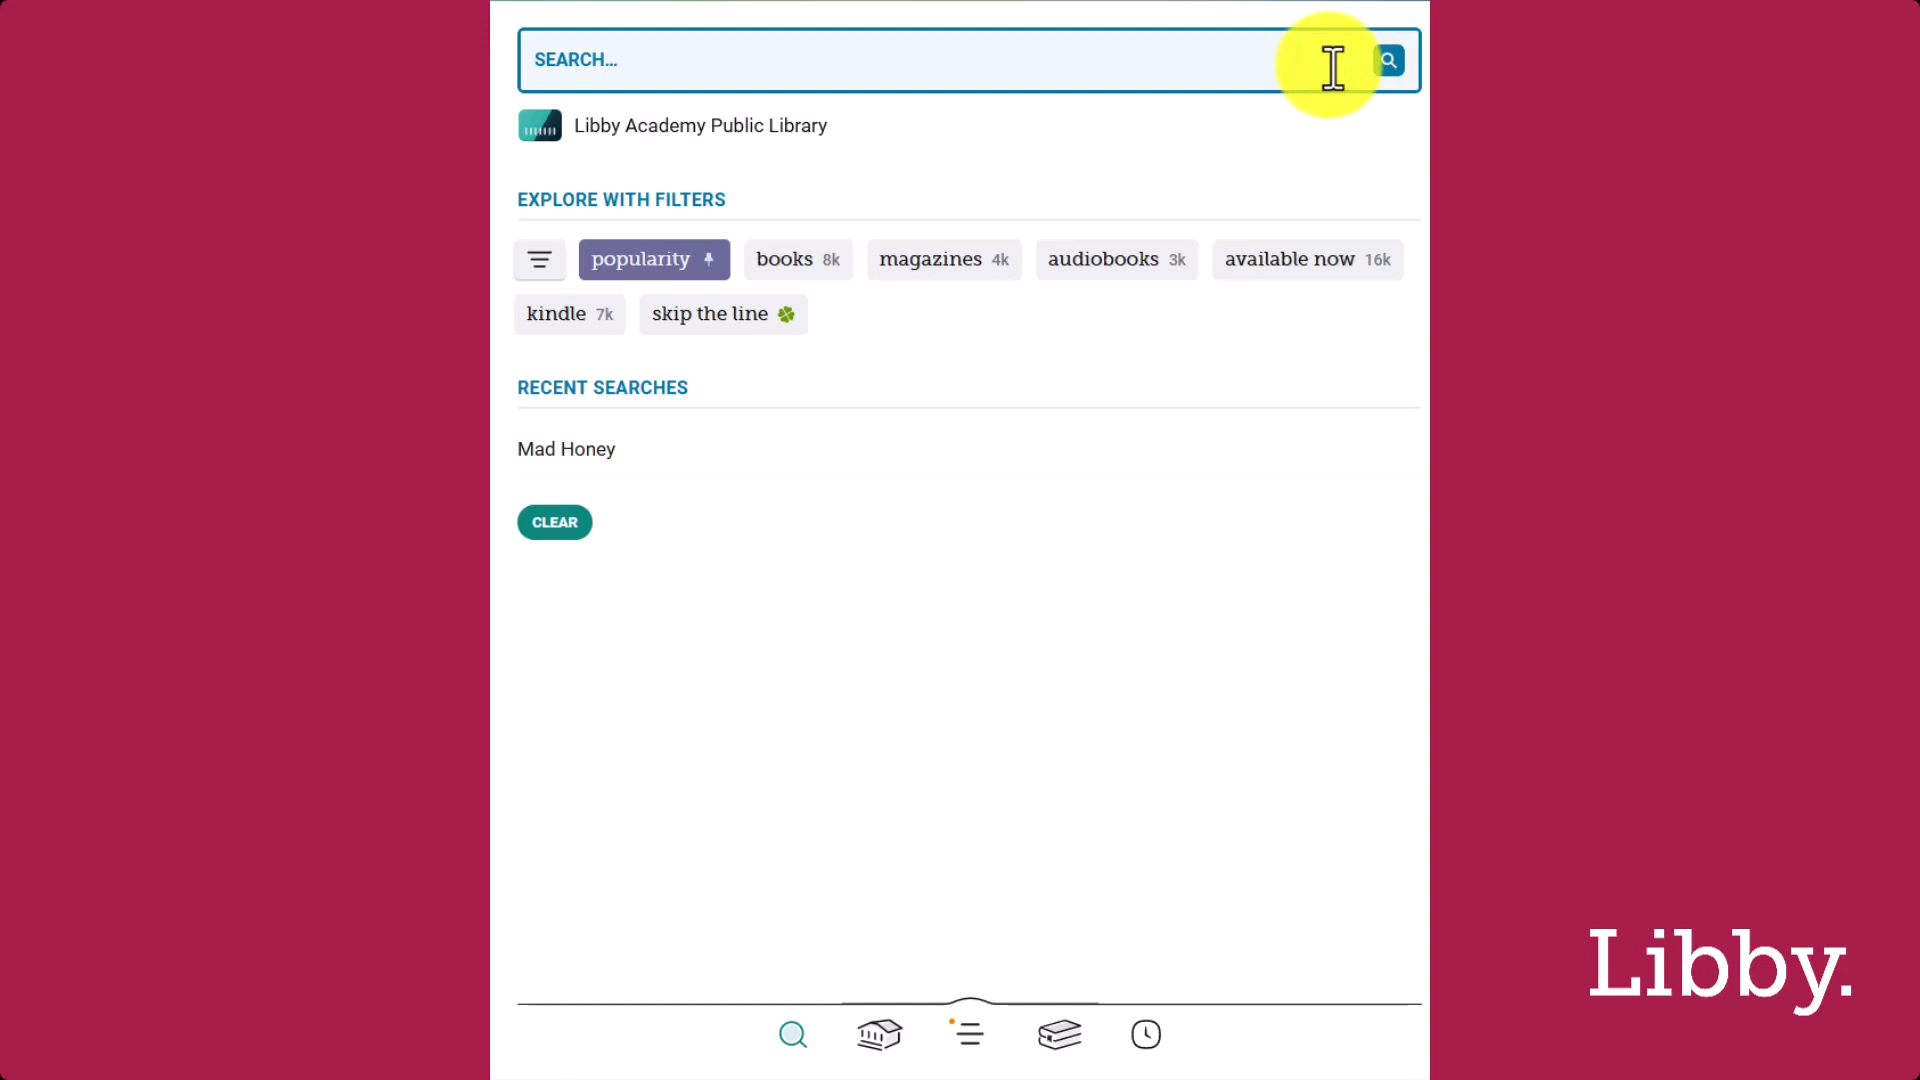 SEARCH...
Libby Academy Public Library
EXPLORE WITH FILTERS
popularity books 8k magazines 4k audiobooks 3k available now 16k
kindle 7k skip the line
RECENT SEARCHES
Mad Honey
CLEAR
Libby.